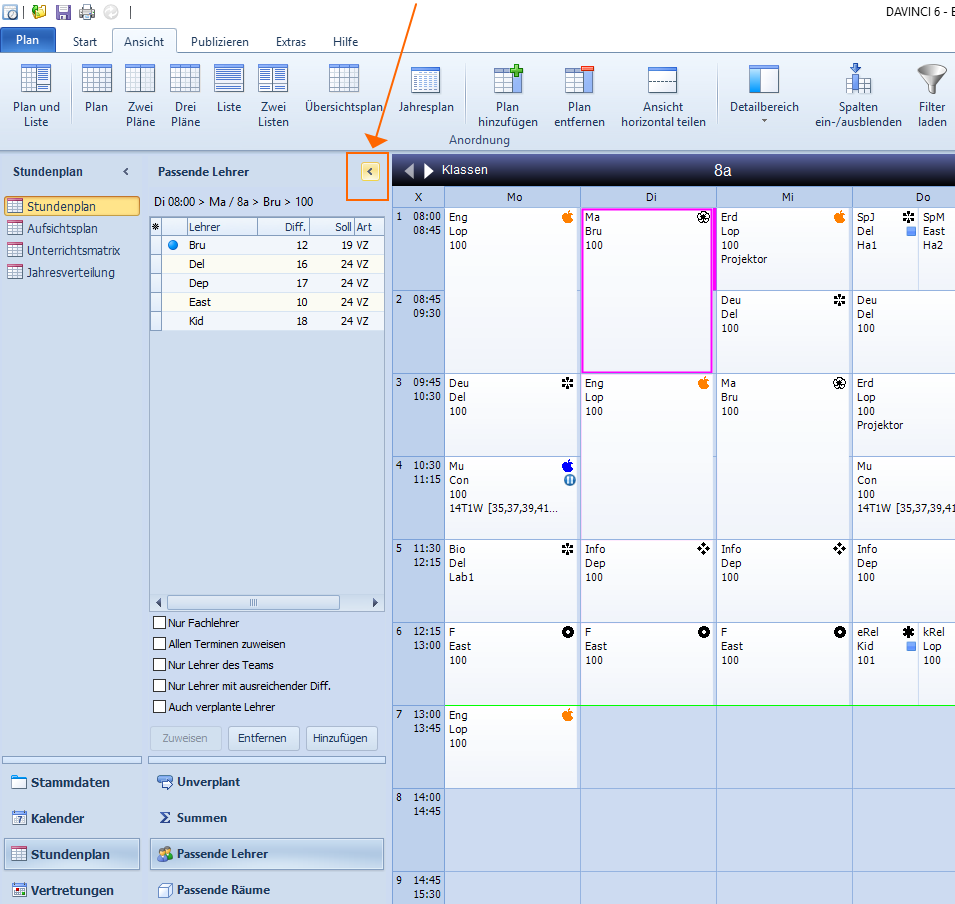 DAVINCI 6 - E
Plan Start Ansicht Publizieren Extras Hilfe
Plan und Liste
Plan
Zwei Pläne
Drei Pläne
Liste
Zwei Listen
Übersichtsplan
Jahresplan
Plan hinzufügen
Plan entfernen
Ansicht horizontal teilen
Detailbereich
Spalten ein-/ausblenden
Filter laden
Anordnung
Stundenplan
Stundenplan
Aufsichtsplan
Unterrichtsmatrix
Jahresverteilung
Stammdaten
Kalender
Stundenplan
Vertretungen
Passende Lehrer
Di 08:00 > Ma / 8a > Bru > 100
Lehrer Diff. Soll Art
Bru 12 19 VZ
Del 16 24 VZ
Dep 17 24 VZ
East 10 24 VZ
Kid 18 24 VZ
Nur Fachlehrer
Allen Terminen zuweisen
Nur Lehrer des Teams
Nur Lehrer mit ausreichender Diff.
Auch verplante Lehrer
Zuweisen Entfernen Hinzufügen
Unverplant
Summen
Passende Lehrer
Passende Räume
Klassen 8a
X Mo Di Mi Do
1 08:00 Eng Ma Erd SpJ SpM
08:45 Lop Bru Lop Del East
100 100 100 Ha1 Ha2
Projektor
2 08:45 Deu Deu
09:30 Del Del
100 100
3 09:45 Deu Eng Ma Erd
10:30 Del Lop Bru Lop
100 100 100 100
Projektor
4 10:30 Mu Mu
11:15 Con Con
100 100
14T1W [35,37,39,41... 14T1W [35,37,39,41
5 11:30 Bio Info Info Info
12:15 Del Dep Dep Dep
Lab1 100 100 100
6 12:15 F F F eRel kRel
13:00 East East East Kid Lop
100 100 100 101 100
7 13:00 Eng
13:45 Lop
100
8 14:00
14:45
9 14:45
15:30